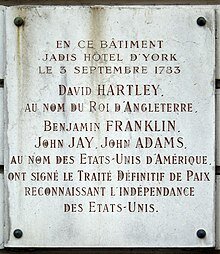 EN CE BÂTIMENT
JADIS HÔTEL D'YORK
LE 3 SEPTEMBRE 1783
DAVID HARTLEY,
AU NOM DU ROI D'ANGLETERRE,
BENJAMIN FRANKLIN,
JOHN JAY, JOHN ADAMS,
AU NOM DES ETATS-UNIS D'AMÉRIQUE,
ONT SIGNÉ LE TRAITÉ DÉFINITIF DE PAIX
RECONNAISSANT L'INDÉPENDANCE
DES ETATS-UNIS.